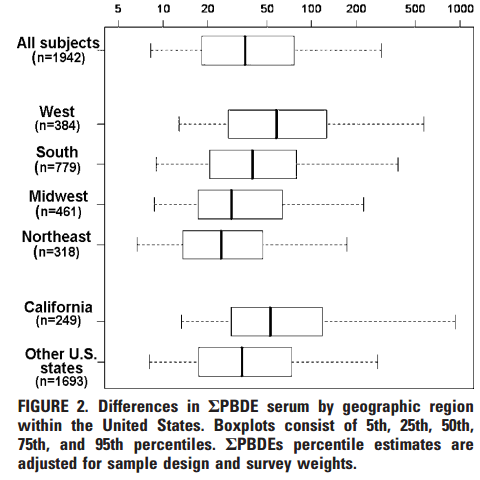 5 10 20 50 100 200 500 1000
All subjects
(n=1942)
West
(n=384)
South
(n=779)
Midwest
(n=461)
Northeast
(n=318)
California
(n=249)
Other U.S.
states
(n=1693)
FIGURE 2. Differences in ΣPBDE serum by geographic region
within the United States. Boxplots consist of 5th, 25th, 50th,
75th, and 95th percentiles. ΣPBDEs percentile estimates are
adjusted for sample design and survey weights.